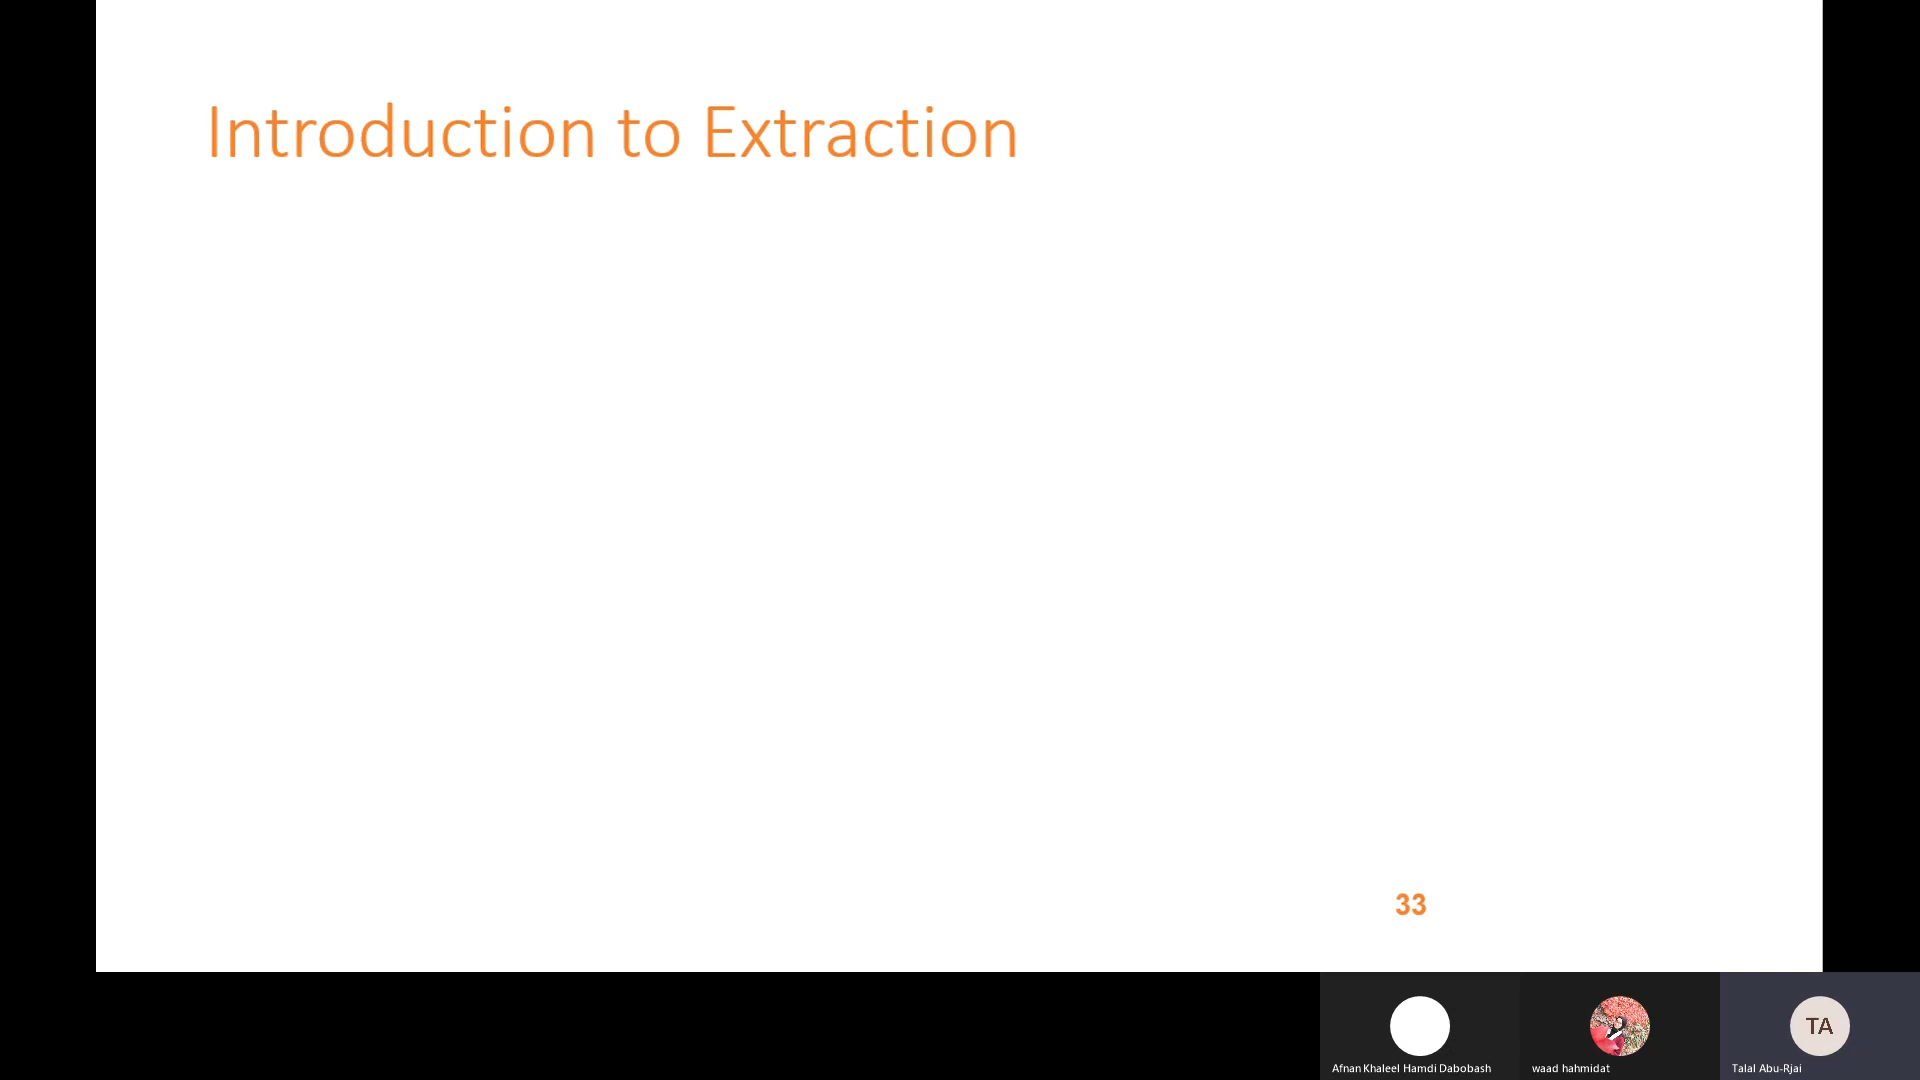 Introduction to Extraction
33
TA
Afnan Khaleel Hamdi Dabobash
waad hahmidat
Talal Abu-Rjai